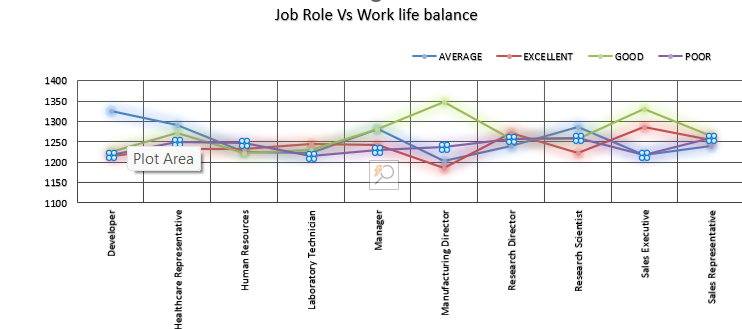 Job Role Vs Work life balance
AVERAGE EXCELLENT GOOD POOR
1400
1350
1300
1250
1200
1150
1100
Plot Area
Developer
Healthcare Representative
Human Resources
Laboratory Technician
Manager
Manufacturing Director
Research Director
Research Scientist
Sales Executive
Sales Representative